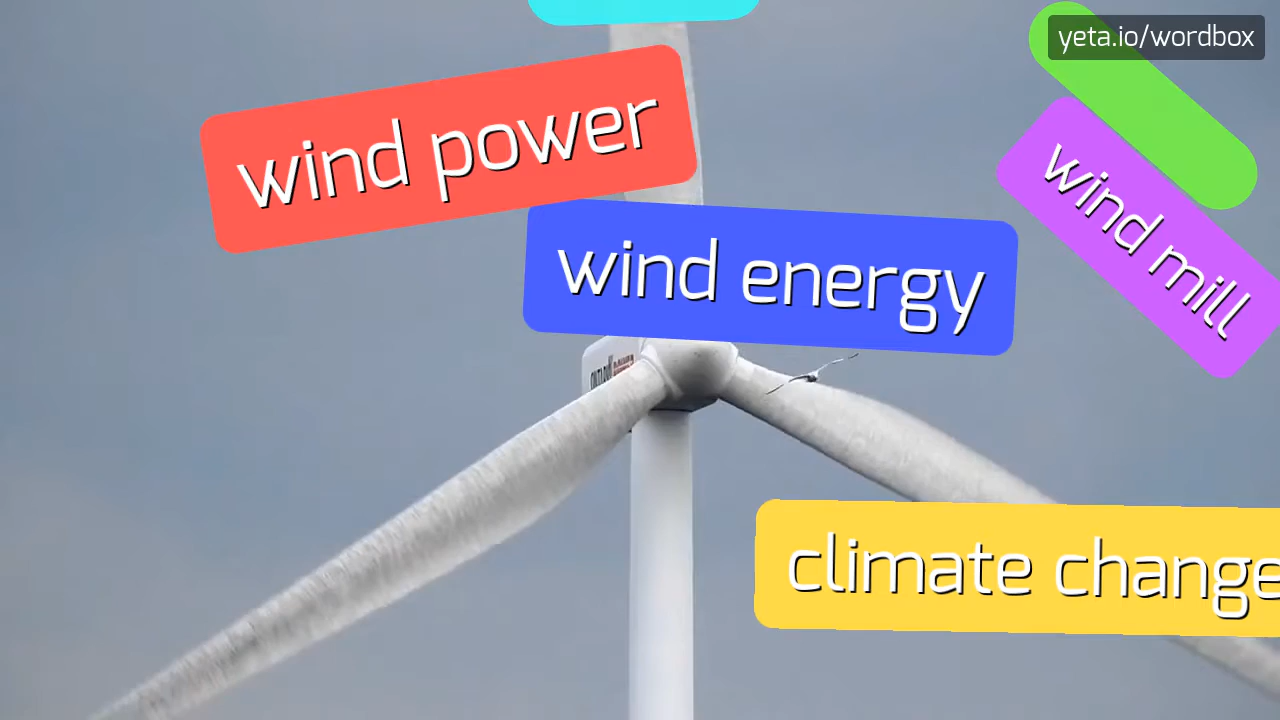 yeta.io/wordbox
wind power
wind mill
wind energy
climate change